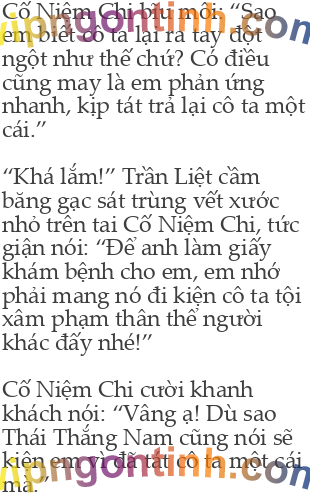 Cố Niệm Chi bĩu môi: “Sao
em biết cô ta lại ra tay đột
ngột như thế chứ? Có điều
cũng may là em phản ứng
nhanh, kịp tát trả lại cô ta một
cái.”
“Khá lắm!” Trần Liệt cầm
băng gạc sát trùng vết xước
nhỏ trên tai Cố Niệm Chi, tức
giận nói: “Để anh làm giấy
khám bệnh cho em, em nhớ
phải mang nó đi kiện cô ta tội
xâm phạm thân thể người
khác đấy nhé!”
Cố Niệm Chi cười khanh
khách nói: “Vâng ạ! Dù sao
Thái Thắng Nam cũng nói sẽ
kiện em vì đã tát cô ta một cái
mà.”
vipngontinh.com
vipngontinh.com